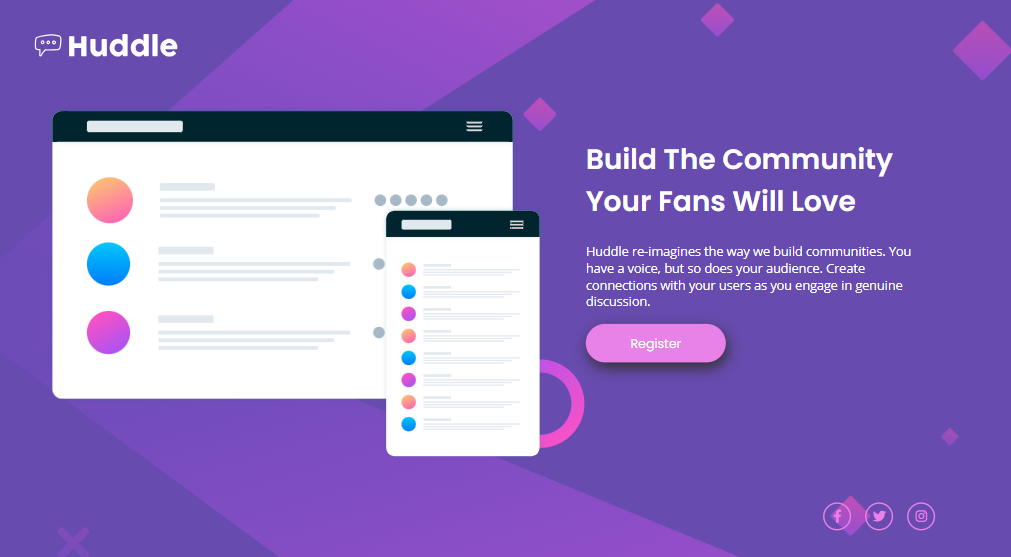 Huddle
Build The Community
Your Fans Will Love
Huddle re-imagines the way we build communities. You
have a voice, but so does your audience. Create
connections with your users as you engage in genuine
discussion.
Register